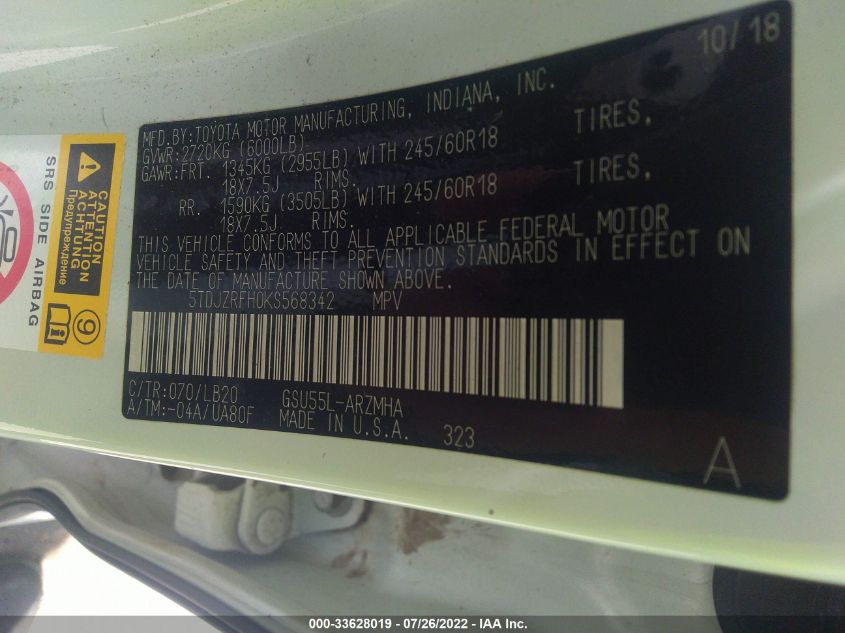 10/18
MFD.BY:TOYOTA MOTOR MANUFACTURING, INDIANA, INC.
GVWR:2720KG (6000LB)
GAWR:FRT. 1345KG (2955LB) WITH 245/60R18 TIRES,
18X7.5J RIMS.
RR. 1590KG (3505LB) WITH 245/60R18 TIRES,
18X7.5J RIMS.
THIS VEHICLE CONFORMS TO ALL APPLICABLE FEDERAL MOTOR
VEHICLE SAFETY AND THEFT PREVENTION STANDARDS IN EFFECT ON
THE DATE OF MANUFACTURE SHOWN ABOVE.
5TDJZRFH0KS568342 MPV
C/TR:070/LB20 GSU55L-ARZMHA
A/TM:-04A/UA80F MADE IN U.S.A. 323
A
SRS SIDE AIRBAG
CAUTION
ATTENTION
ACHTUNG
Предупреждение
9
000-33628019 - 07/26/2022 - IAA Inc.